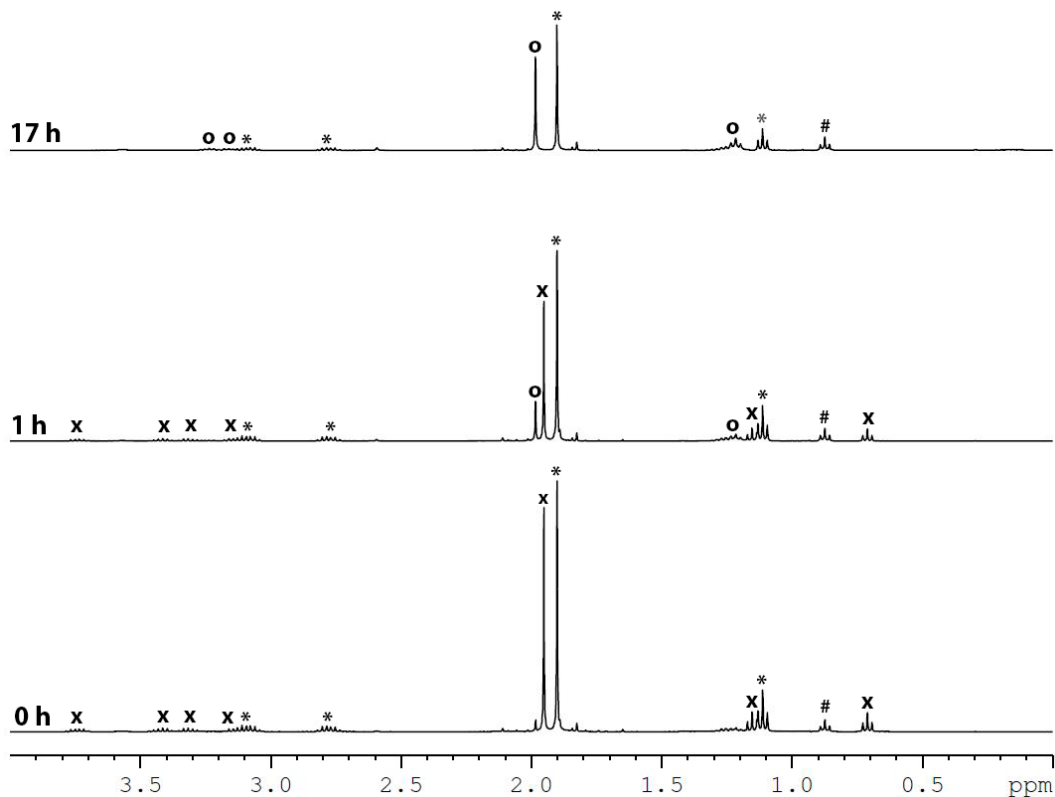 *
o
17 h o o * * o * #
*
x
o
1 h x x x x * * o x * # x
*
x
0 h x x x x * * x * # x
3.5 3.0 2.5 2.0 1.5 1.0 0.5 ppm